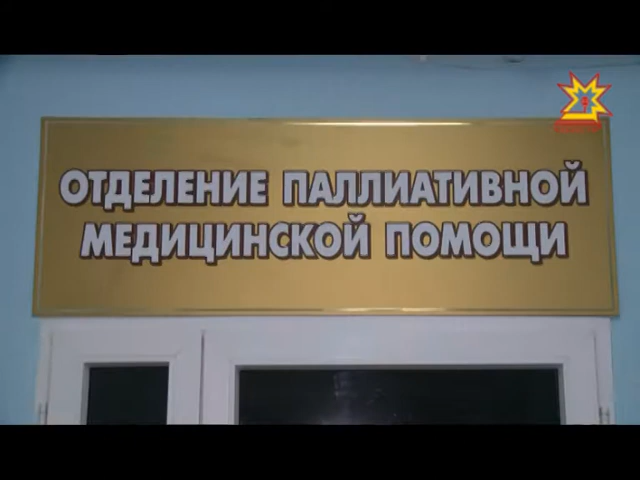 ОТДЕЛЕНИЕ ПАЛЛИАТИВНОЙ
МЕДИЦИНСКОЙ ПОМОЩИ